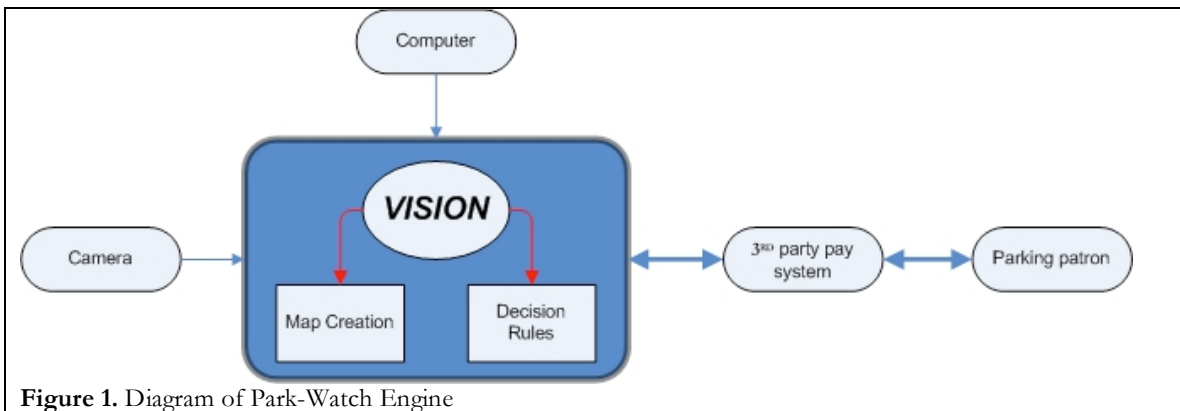 Computer
VISION
Camera
3RD party pay
system
Parking patron
Map Creation
Decision
Rules
Figure 1. Diagram of Park-Watch Engine